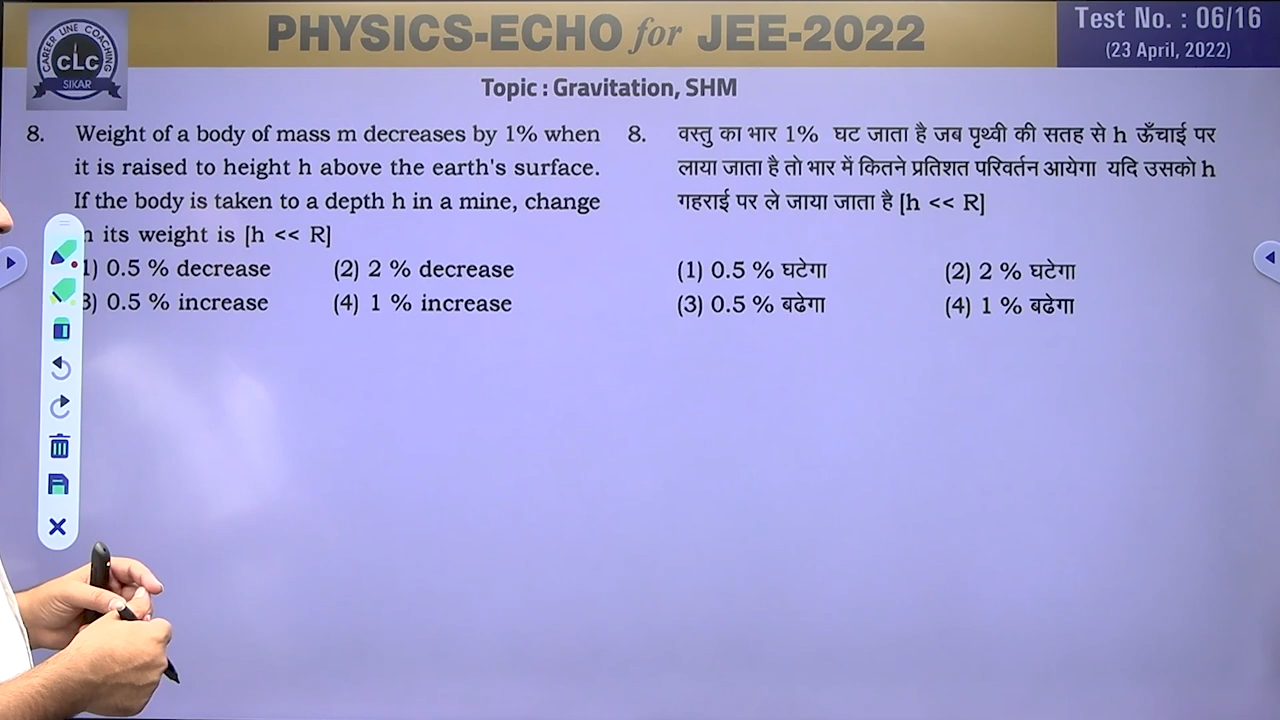 CAREER LINE COACHING
CLC
SIKAR
PHYSICS-ECHO for JEE-2022
Test No. : 06/16
(23 April, 2022)
Topic : Gravitation, SHM
8. Weight of a body of mass m decreases by 1% when
it is raised to height h above the earth's surface.
If the body is taken to a depth h in a mine, change
n its weight is [h << R]
1) 0.5 % decrease (2) 2 % decrease
3) 0.5 % increase (4) 1 % increase
8. वस्तु का भार 1% घट जाता है जब पृथ्वी की सतह से h ऊँचाई पर
लाया जाता है तो भार में कितने प्रतिशत परिवर्तन आयेगा यदि उसको h
गहराई पर ले जाया जाता है [h << R]
(1) 0.5 % घटेगा (2) 2 % घटेगा
(3) 0.5 % बढेगा (4) 1 % बढेगा